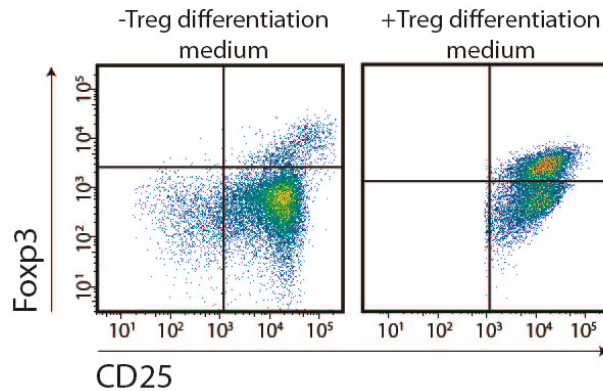 -Treg differentiation
medium
+Treg differentiation
medium
Foxp3
10⁵
10⁴
10³
10²
10¹
10¹ 10² 10³ 10⁴ 10⁵
10¹ 10² 10³ 10⁴ 10⁵
CD25